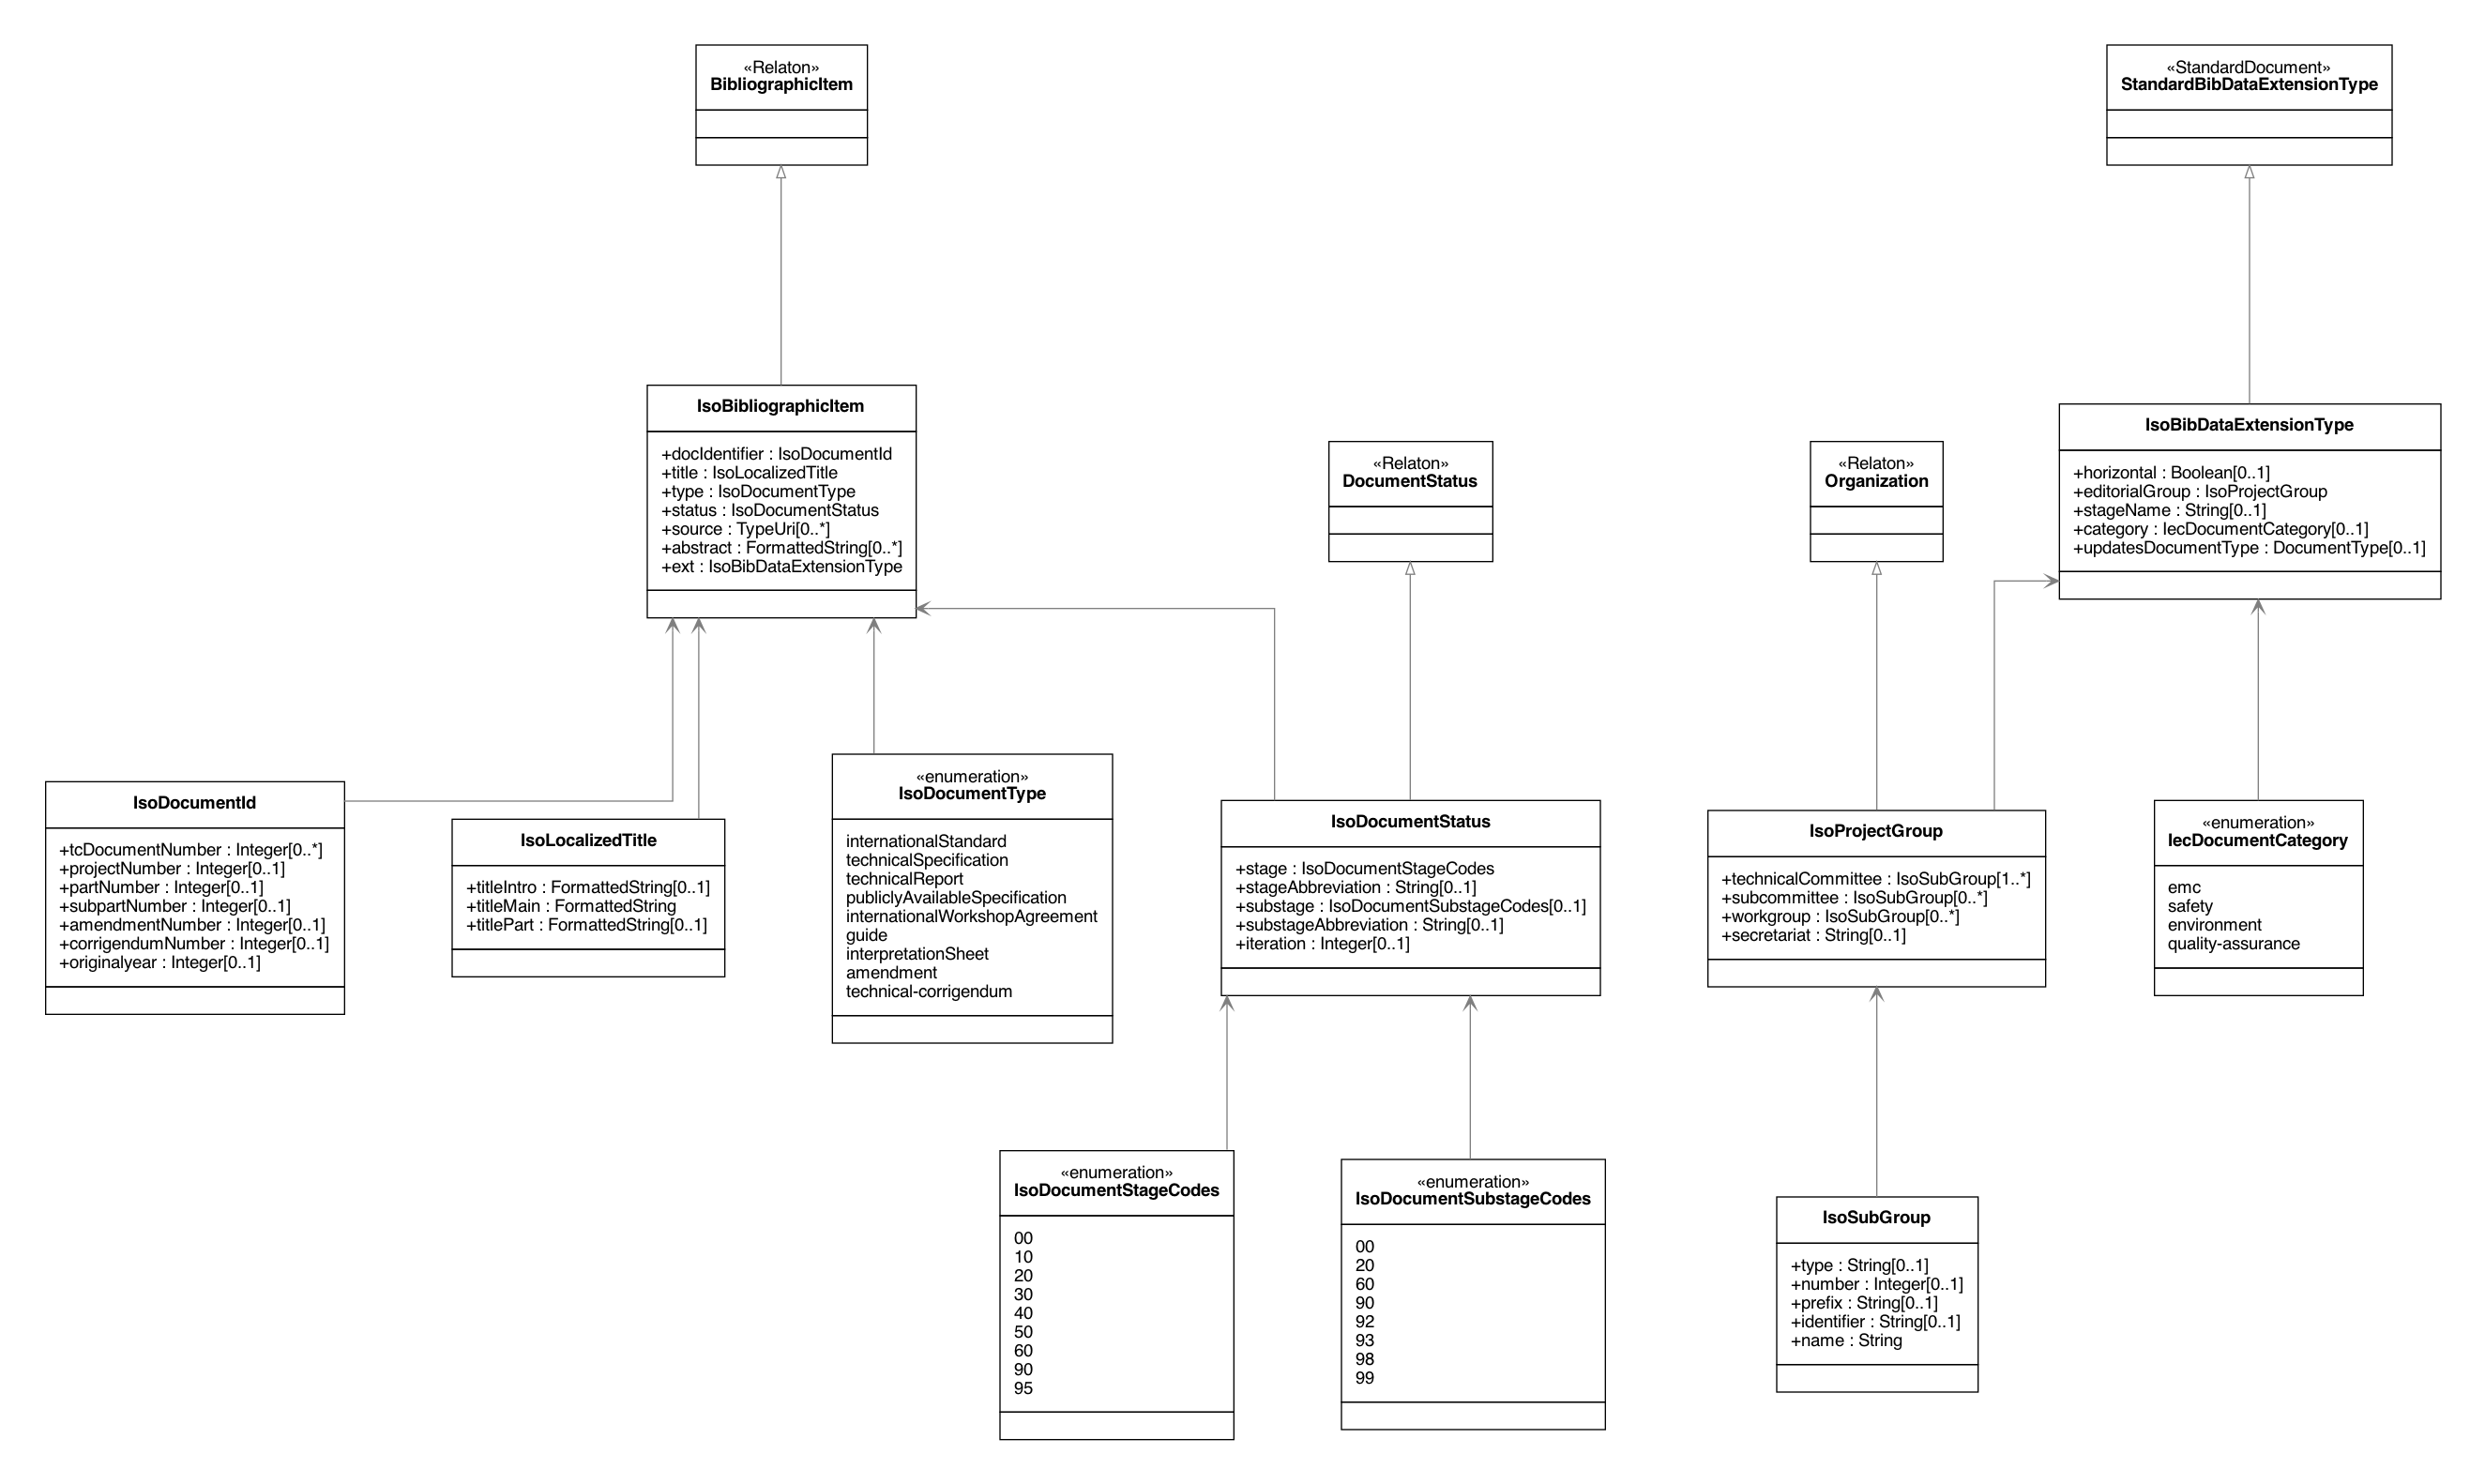 «Relaton»
BibliographicItem
«StandardDocument»
StandardBibDataExtensionType
IsoBibliographicItem
+docIdentifier : IsoDocumentId
+title : IsoLocalizedTitle
+type : IsoDocumentType
+status : IsoDocumentStatus
+source : TypeUri[0..*]
+abstract : FormattedString[0..*]
+ext : IsoBibDataExtensionType
«Relaton»
DocumentStatus
«Relaton»
Organization
IsoBibDataExtensionType
+horizontal : Boolean[0..1]
+editorialGroup : IsoProjectGroup
+stageName : String[0..1]
+category : IecDocumentCategory[0..1]
+updatesDocumentType : DocumentType[0..1]
IsoDocumentId
+tcDocumentNumber : Integer[0..*]
+projectNumber : Integer[0..1]
+partNumber : Integer[0..1]
+subpartNumber : Integer[0..1]
+amendmentNumber : Integer[0..1]
+corrigendumNumber : Integer[0..1]
+originalyear : Integer[0..1]
IsoLocalizedTitle
+titleIntro : FormattedString[0..1]
+titleMain : FormattedString
+titlePart : FormattedString[0..1]
«enumeration»
IsoDocumentType
internationalStandard
technicalSpecification
technicalReport
publiclyAvailableSpecification
internationalWorkshopAgreement
guide
interpretationSheet
amendment
technical-corrigendum
IsoDocumentStatus
+stage : IsoDocumentStageCodes
+stageAbbreviation : String[0..1]
+substage : IsoDocumentSubstageCodes[0..1]
+substageAbbreviation : String[0..1]
+iteration : Integer[0..1]
IsoProjectGroup
+technicalCommittee : IsoSubGroup[1..*]
+subcommittee : IsoSubGroup[0..*]
+workgroup : IsoSubGroup[0..*]
+secretariat : String[0..1]
«enumeration»
IecDocumentCategory
emc
safety
environment
quality-assurance
«enumeration»
IsoDocumentStageCodes
00
10
20
30
40
50
60
90
95
«enumeration»
IsoDocumentSubstageCodes
00
20
60
90
92
93
98
99
IsoSubGroup
+type : String[0..1]
+number : Integer[0..1]
+prefix : String[0..1]
+identifier : String[0..1]
+name : String